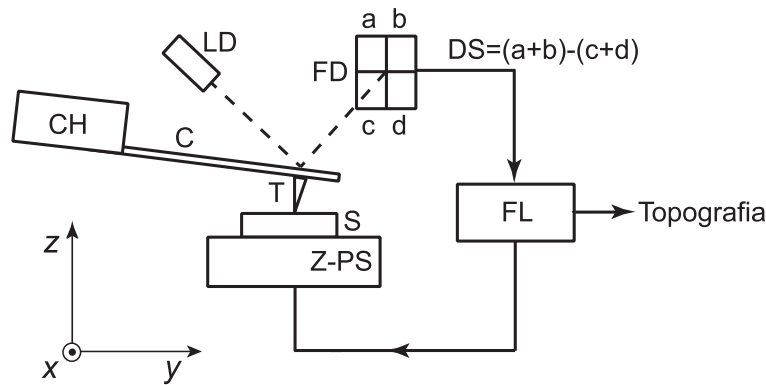 a b
LD
FD
DS=(a+b)-(c+d)
c d
CH
C
T
S
FL
Topografia
Z-PS
z
x
y